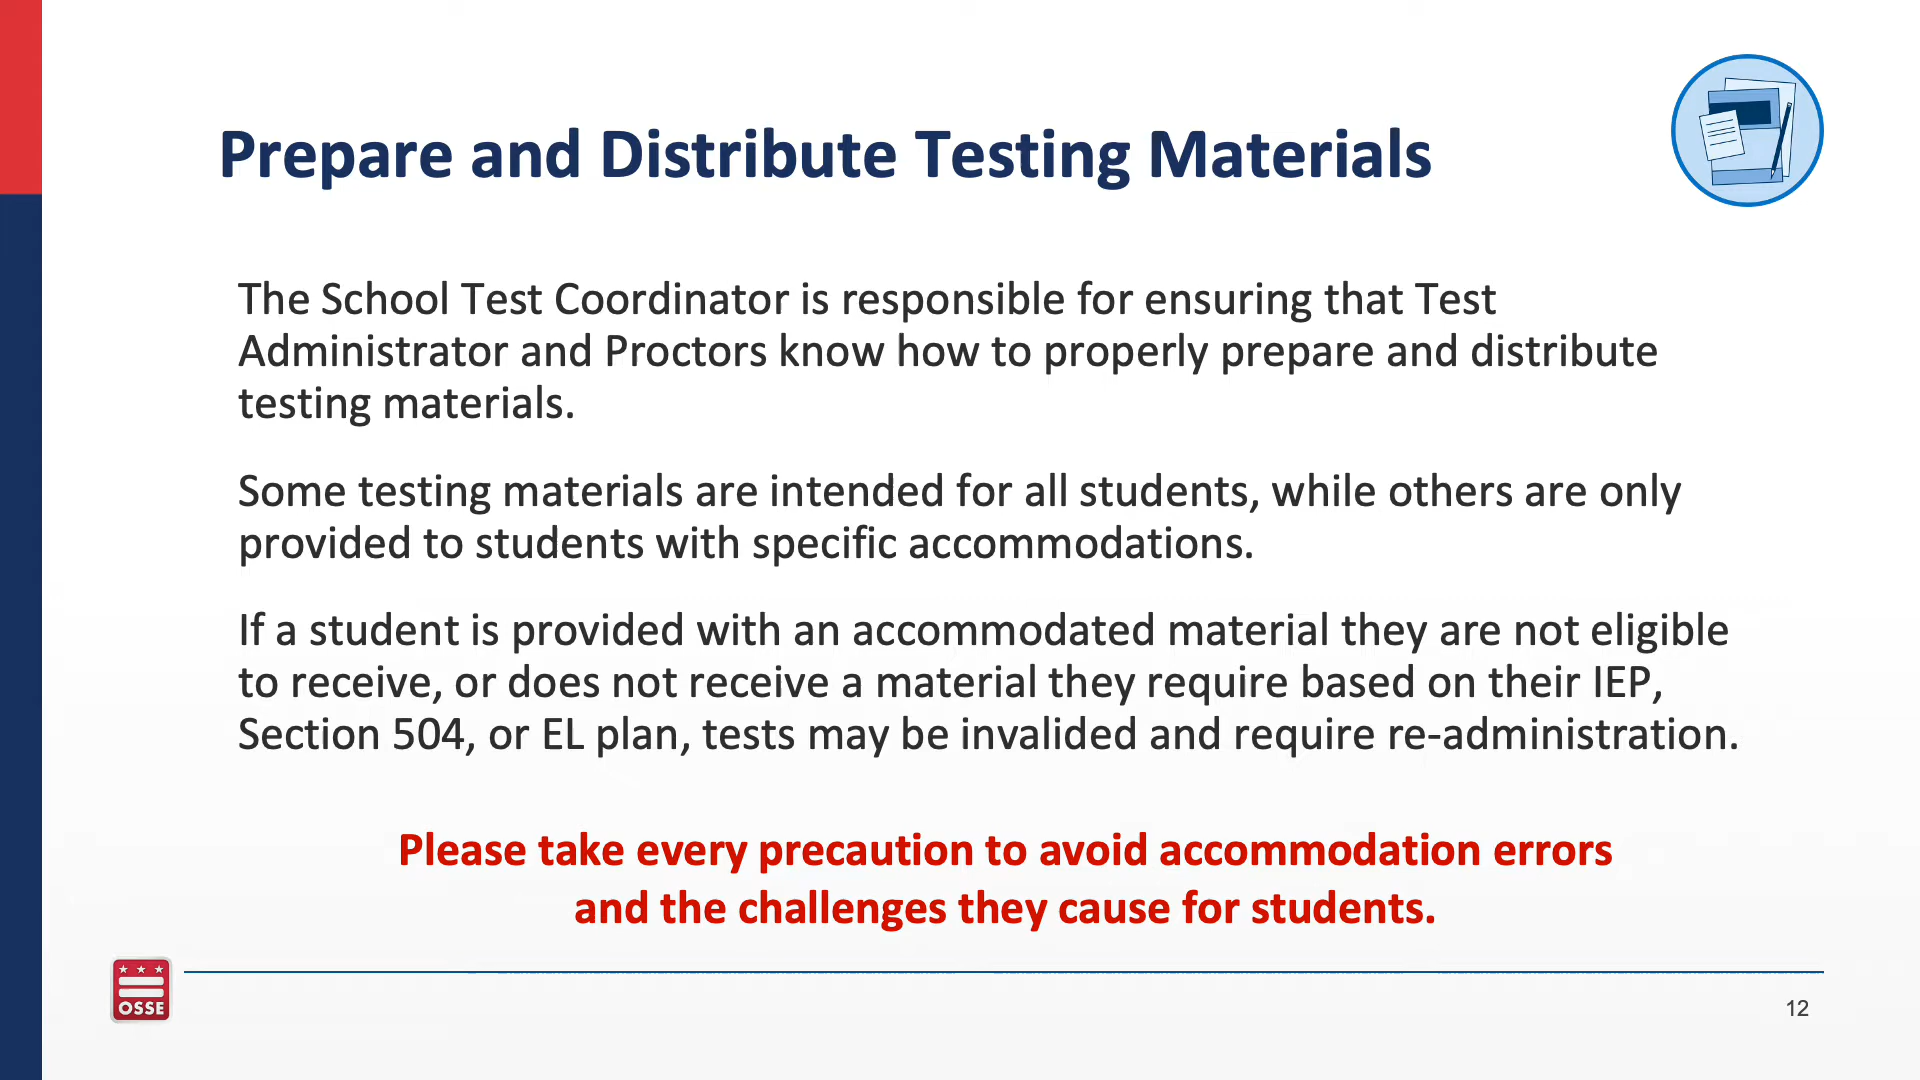 Prepare and Distribute Testing Materials
The School Test Coordinator is responsible for ensuring that Test
Administrator and Proctors know how to properly prepare and distribute
testing materials.
Some testing materials are intended for all students, while others are only
provided to students with specific accommodations.
If a student is provided with an accommodated material they are not eligible
to receive, or does not receive a material they require based on their IEP,
Section 504, or EL plan, tests may be invalided and require re-administration.
Please take every precaution to avoid accommodation errors
and the challenges they cause for students.
OSSE
12